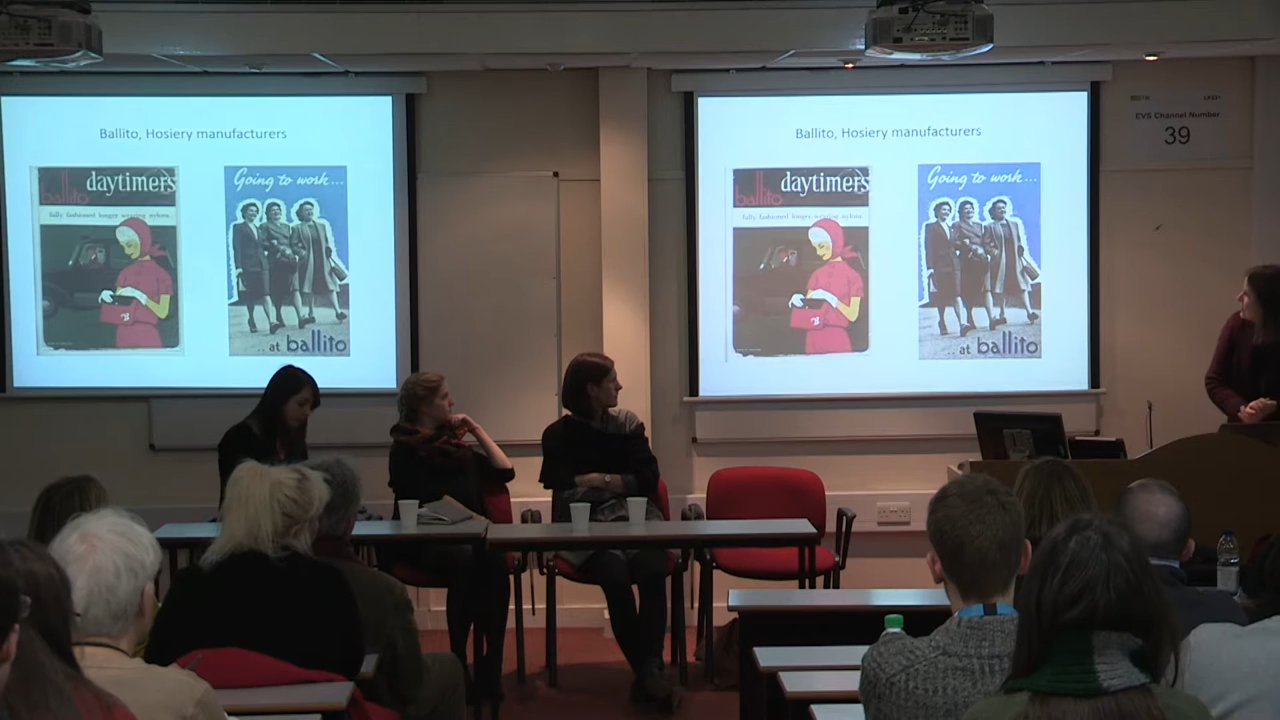 Ballito, Hosiery manufacturers
ballito
daytimers
fully fashioned longer wearing nylons
Going to work...
..at ballito
Ballito, Hosiery manufacturers
ballito
daytimers
fully fashioned longer wearing nylons
Going to work...
..at ballito
EVS Channel Number
39